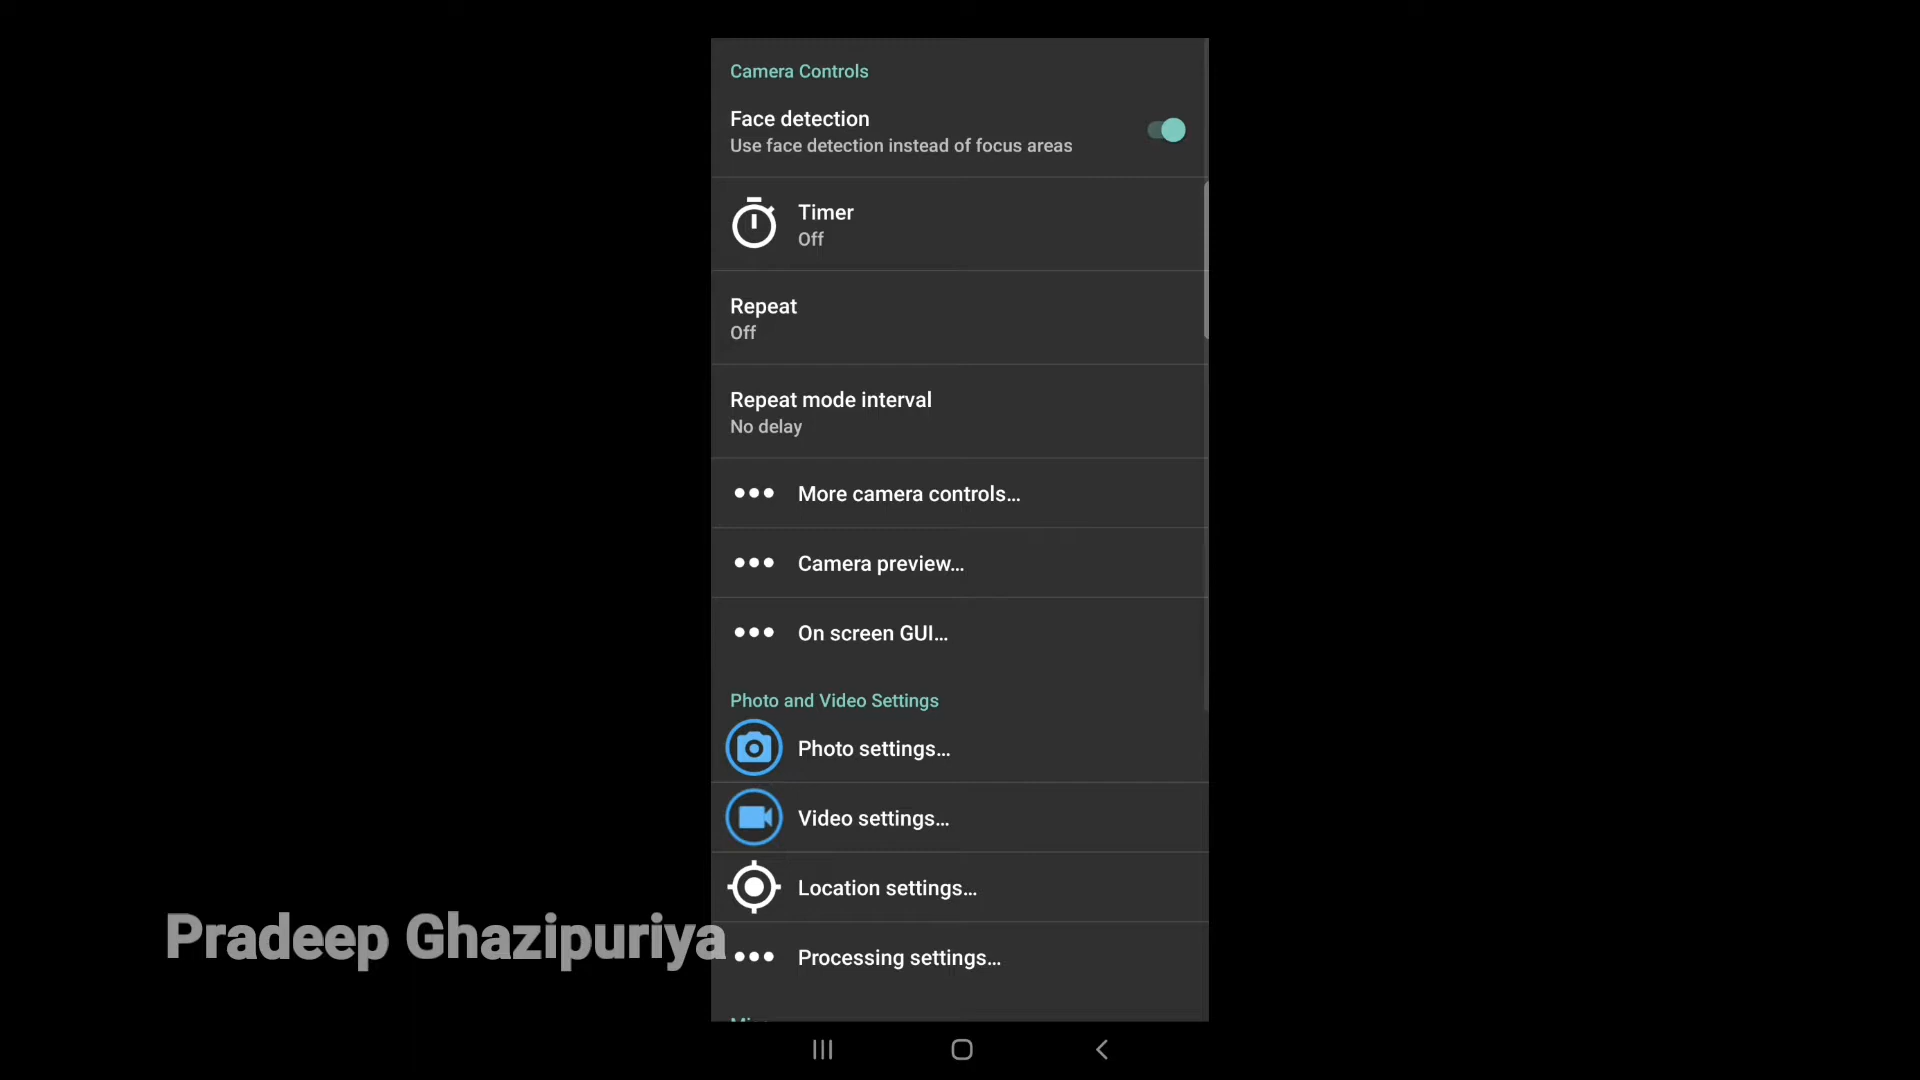 Camera Controls
Face detection
Use face detection instead of focus areas
Timer
Off
Repeat
Off
Repeat mode interval
No delay
More camera controls...
Camera preview...
On screen GUI...
Photo and Video Settings
Photo settings...
Video settings...
Location settings...
Pradeep Ghazipuriya
Processing settings...